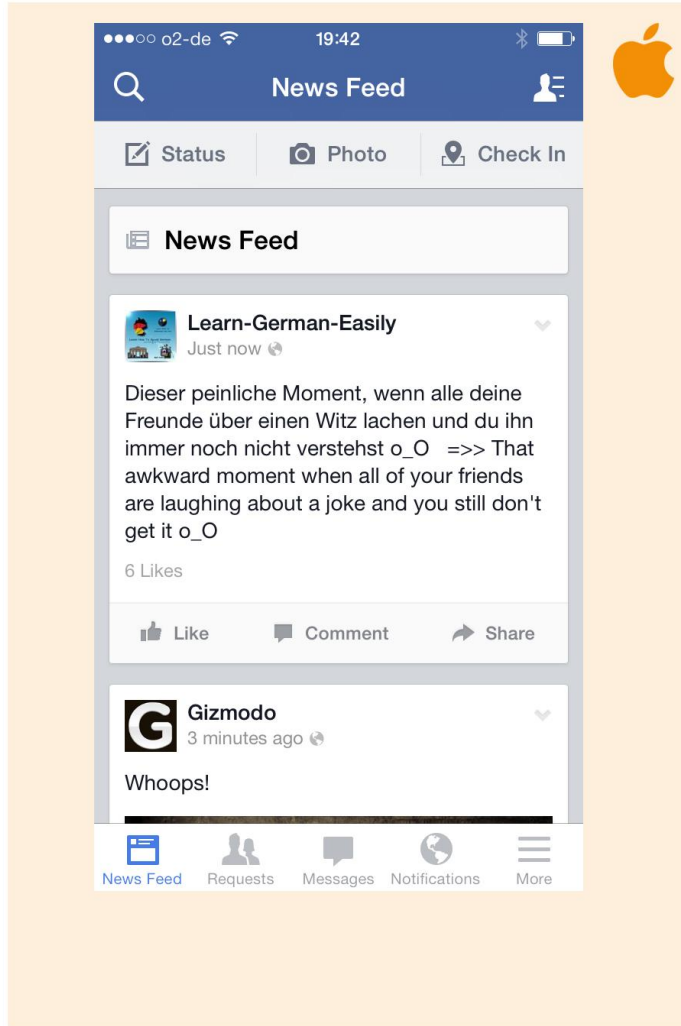 o2-de 19:42
News Feed
Status Photo Check In
News Feed
Learn-German-Easily
Just now
Dieser peinliche Moment, wenn alle deine
Freunde über einen Witz lachen und du ihn
immer noch nicht verstehst o_O =>> That
awkward moment when all of your friends
are laughing about a joke and you still don't
get it o_O
6 Likes
Like Comment Share
G
Gizmodo
3 minutes ago
Whoops!
News Feed Requests Messages Notifications More